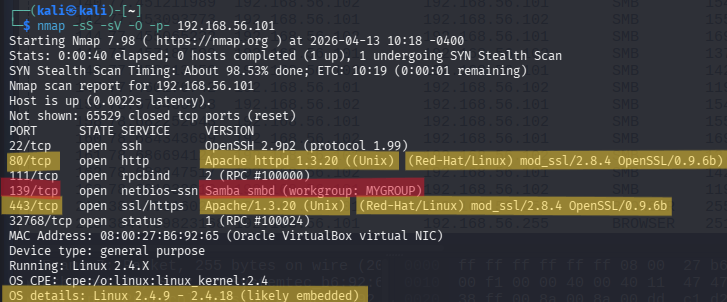 ┌──(kali㉿kali)-[~]
└─$ nmap -sS -sV -O -p- 192.168.56.101
Starting Nmap 7.98 ( https://nmap.org ) at 2026-04-13 10:18 -0400
Stats: 0:00:40 elapsed; 0 hosts completed (1 up), 1 undergoing SYN Stealth Scan
SYN Stealth Scan Timing: About 98.53% done; ETC: 10:19 (0:00:01 remaining)
Nmap scan report for 192.168.56.101
Host is up (0.0022s latency).
Not shown: 65529 closed tcp ports (reset)
PORT STATE SERVICE VERSION
22/tcp open ssh OpenSSH 2.9p2 (protocol 1.99)
80/tcp open http Apache httpd 1.3.20 ((Unix) (Red-Hat/Linux) mod_ssl/2.8.4 OpenSSL/0.9.6b)
111/tcp open rpcbind 2 (RPC #100000)
139/tcp open netbios-ssn Samba smbd (workgroup: MYGROUP)
443/tcp open ssl/https Apache/1.3.20 (Unix) (Red-Hat/Linux) mod_ssl/2.8.4 OpenSSL/0.9.6b
32768/tcp open status 1 (RPC #100024)
MAC Address: 08:00:27:B6:92:65 (Oracle VirtualBox virtual NIC)
Device type: general purpose
Running: Linux 2.4.X
OS CPE: cpe:/o:linux:linux_kernel:2.4
OS details: Linux 2.4.9 - 2.4.18 (likely embedded)